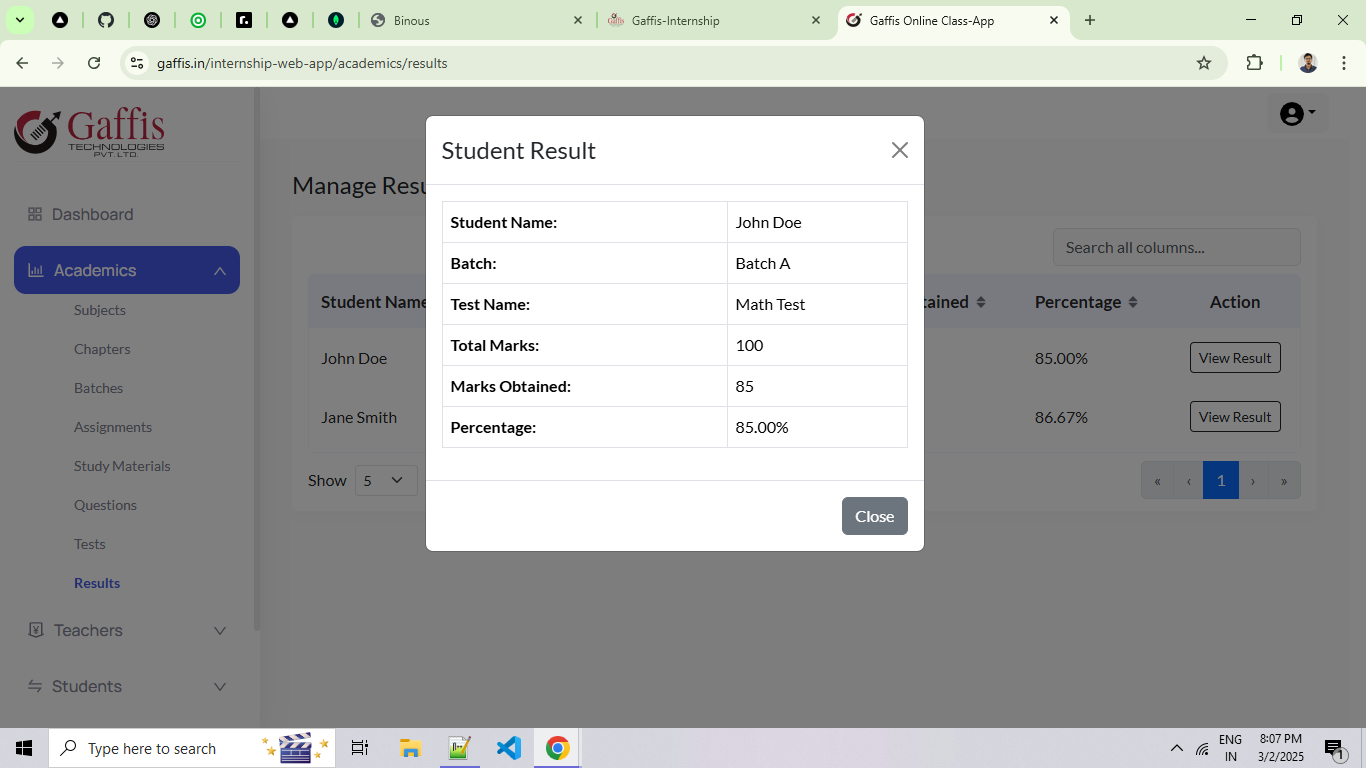 Binous
Gaffis-Internship
Gaffis Online Class-App
gaffis.in/internship-web-app/academics/results
Gaffis
TECHNOLOGIES
PVT.LTD.
Dashboard
Academics
Subjects
Chapters
Batches
Assignments
Study Materials
Questions
Tests
Results
Teachers
Students
Manage Resu
Search all columns...
Student Name
tained
Percentage
Action
John Doe
85.00%
View Result
Jane Smith
86.67%
View Result
Show
5
« ‹ 1 › »
Student Result
Student Name: John Doe
Batch: Batch A
Test Name: Math Test
Total Marks: 100
Marks Obtained: 85
Percentage: 85.00%
Close
Type here to search
ENG
IN
8:07 PM
3/2/2025
1